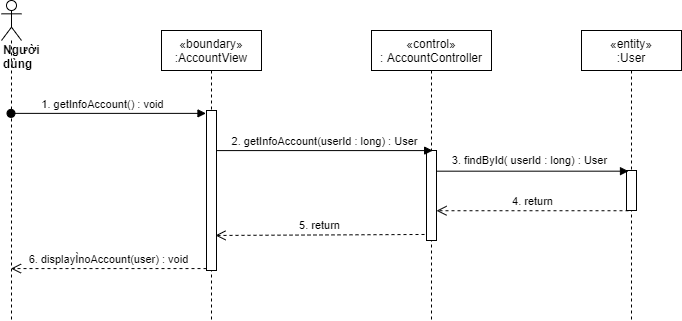 Người
dùng
«boundary»
:AccountView
«control»
: AccountController
«entity»
:User
1. getInfoAccount() : void
2. getInfoAccount(userId : long) : User
3. findById( userId : long) : User
4. return
5. return
6. displayÌnoAccount(user) : void